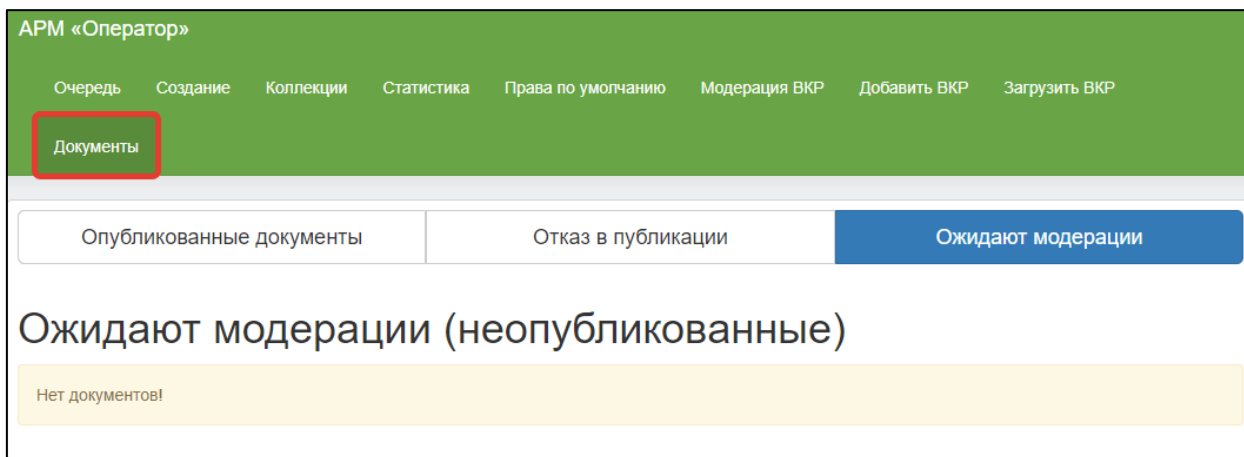 АРМ «Оператор»
Очередь Создание Коллекции Статистика Права по умолчанию Модерация ВКР Добавить ВКР Загрузить ВКР
Документы
Опубликованные документы Отказ в публикации Ожидают модерации
Ожидают модерации (неопубликованные)
Нет документов!